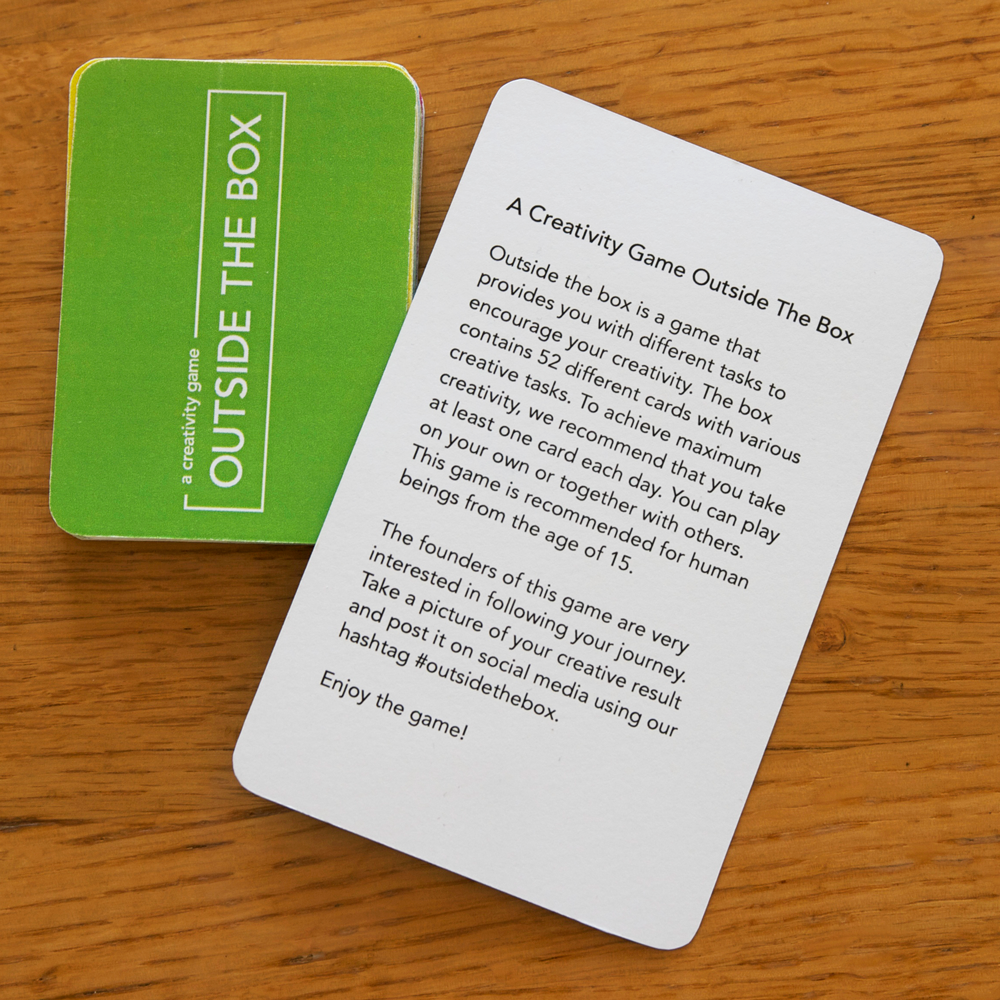 a creativity game
OUTSIDE THE BOX
A Creativity Game Outside The Box
Outside the box is a game that
provides you with different tasks to
encourage your creativity. The box
contains 52 different cards with various
creative tasks. To achieve maximum
creativity, we recommend that you take
at least one card each day. You can play
on your own or together with others.
This game is recommended for human
beings from the age of 15.
The founders of this game are very
interested in following your journey.
Take a picture of your creative result
and post it on social media using our
hashtag #outsidethebox.
Enjoy the game!